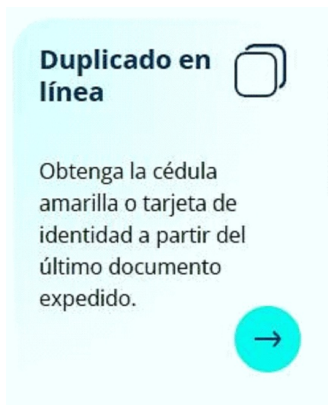 Duplicado en
línea
Obtenga la cédula
amarilla o tarjeta de
identidad a partir del
último documento
expedido.